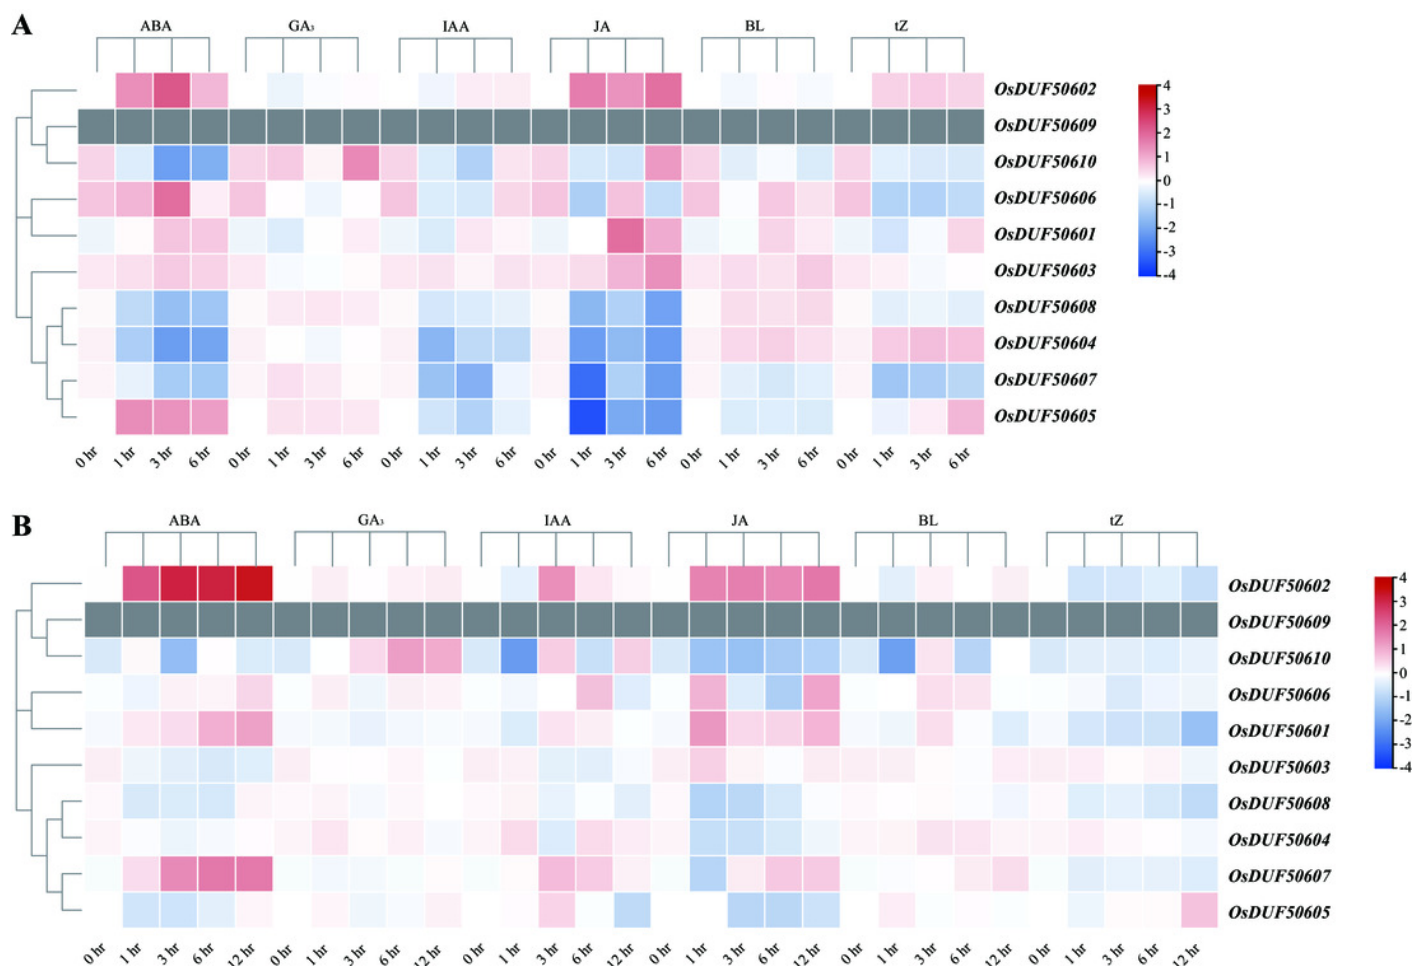 A
ABA GA₃ IAA JA BL tZ
OsDUF50602
OsDUF50609
OsDUF50610
OsDUF50606
OsDUF50601
OsDUF50603
OsDUF50608
OsDUF50604
OsDUF50607
OsDUF50605
4
3
2
1
0
-1
-2
-3
-4
0 hr 1 hr 3 hr 6 hr 0 hr 1 hr 3 hr 6 hr 0 hr 1 hr 3 hr 6 hr 0 hr 1 hr 3 hr 6 hr 0 hr 1 hr 3 hr 6 hr 0 hr 1 hr 3 hr 6 hr
B
ABA GA₃ IAA JA BL tZ
OsDUF50602
OsDUF50609
OsDUF50610
OsDUF50606
OsDUF50601
OsDUF50603
OsDUF50608
OsDUF50604
OsDUF50607
OsDUF50605
4
3
2
1
0
-1
-2
-3
-4
0 hr 1 hr 3 hr 6 hr 12 hr 0 hr 1 hr 3 hr 6 hr 12 hr 0 hr 1 hr 3 hr 6 hr 12 hr 0 hr 1 hr 3 hr 6 hr 12 hr 0 hr 1 hr 3 hr 6 hr 12 hr 0 hr 1 hr 3 hr 6 hr 12 hr